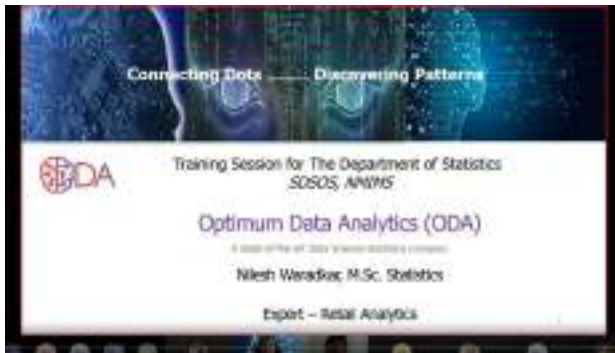 Connecting Dots ........ Discovering Patterns
ODA
Training Session for The Department of Statistics
SDSOS, NMIMS
Optimum Data Analytics (ODA)
Nilesh Waradkar, M.Sc. Statistics
Expert – Retail Analytics